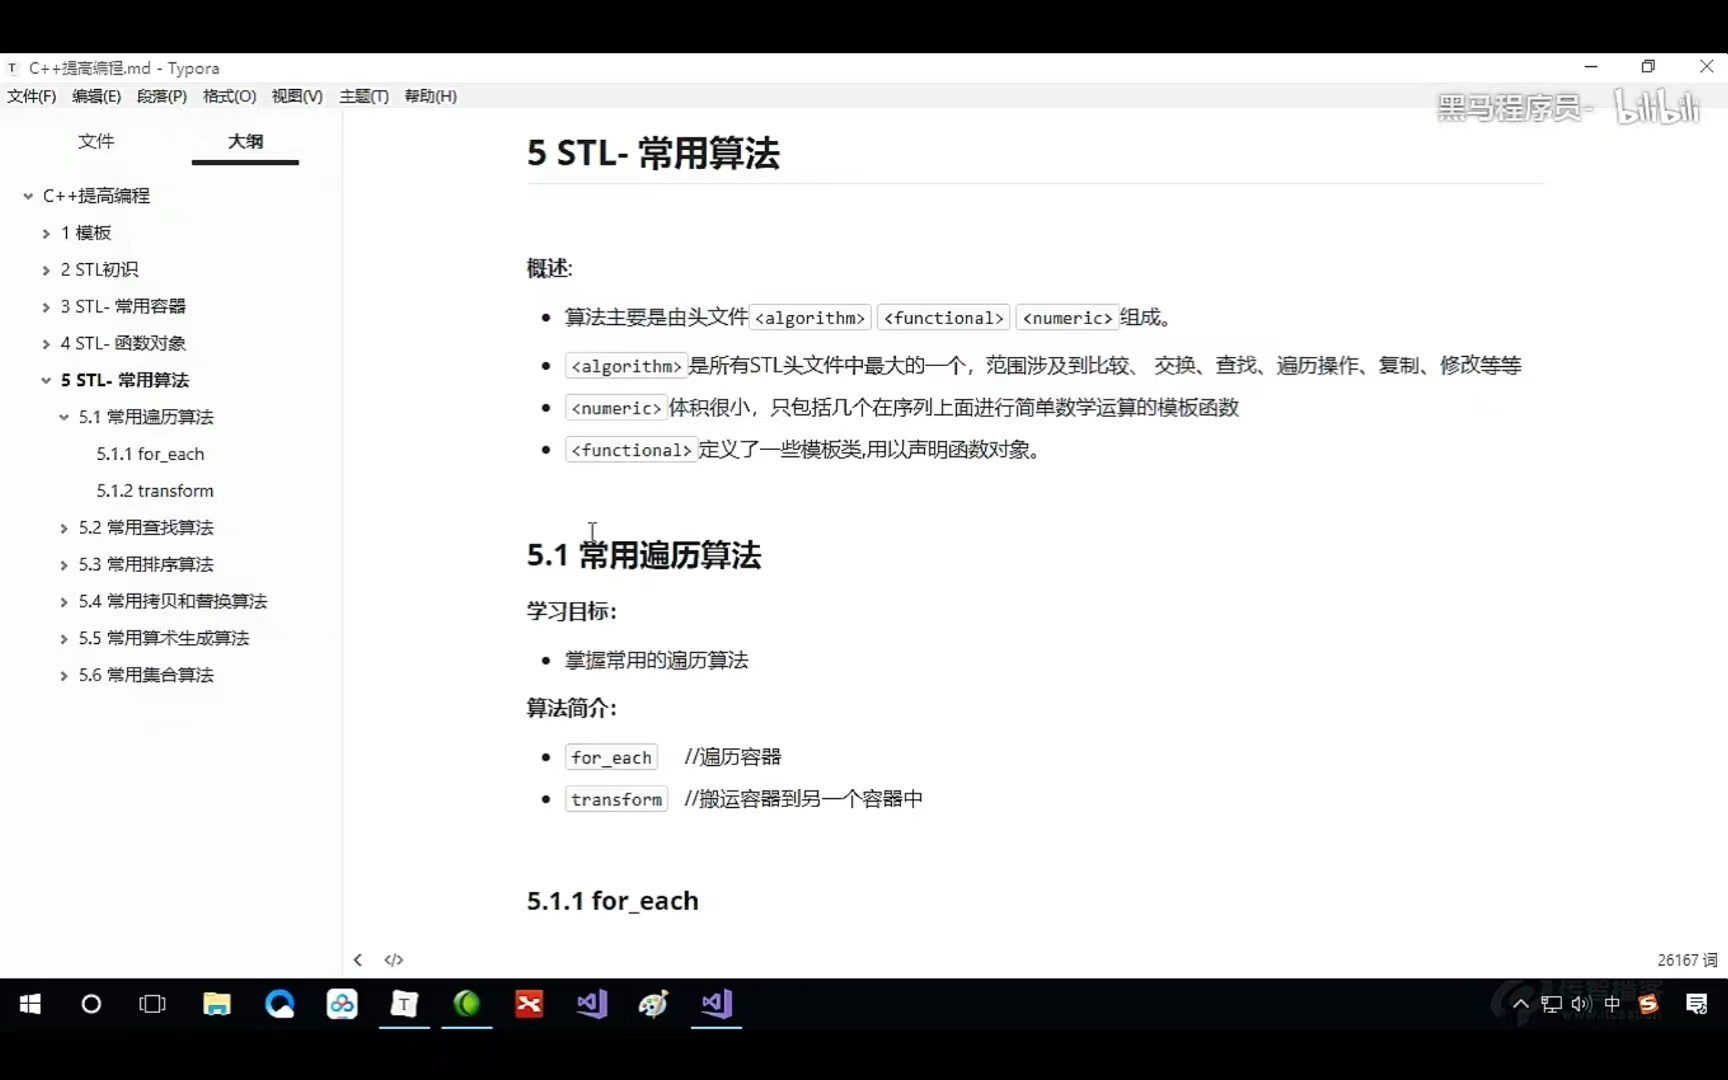 C++提高编程.md - Typora
文件(F) 编辑(E) 段落(P) 格式(O) 视图(V) 主题(T) 帮助(H)
黑马程序员- bilibili
文件 大纲
C++提高编程
1 模板
2 STL初识
3 STL- 常用容器
4 STL- 函数对象
5 STL- 常用算法
5.1 常用遍历算法
5.1.1 for_each
5.1.2 transform
5.2 常用查找算法
5.3 常用排序算法
5.4 常用拷贝和替换算法
5.5 常用算术生成算法
5.6 常用集合算法
5 STL- 常用算法
概述:
算法主要是由头文件<algorithm> <functional> <numeric>组成。
<algorithm>是所有STL头文件中最大的一个，范围涉及到比较、 交换、查找、遍历操作、复制、修改等等
<numeric>体积很小，只包括几个在序列上面进行简单数学运算的模板函数
<functional>定义了一些模板类,用以声明函数对象。
5.1 常用遍历算法
学习目标：
掌握常用的遍历算法
算法简介：
for_each //遍历容器
transform //搬运容器到另一个容器中
5.1.1 for_each
26167 词
中